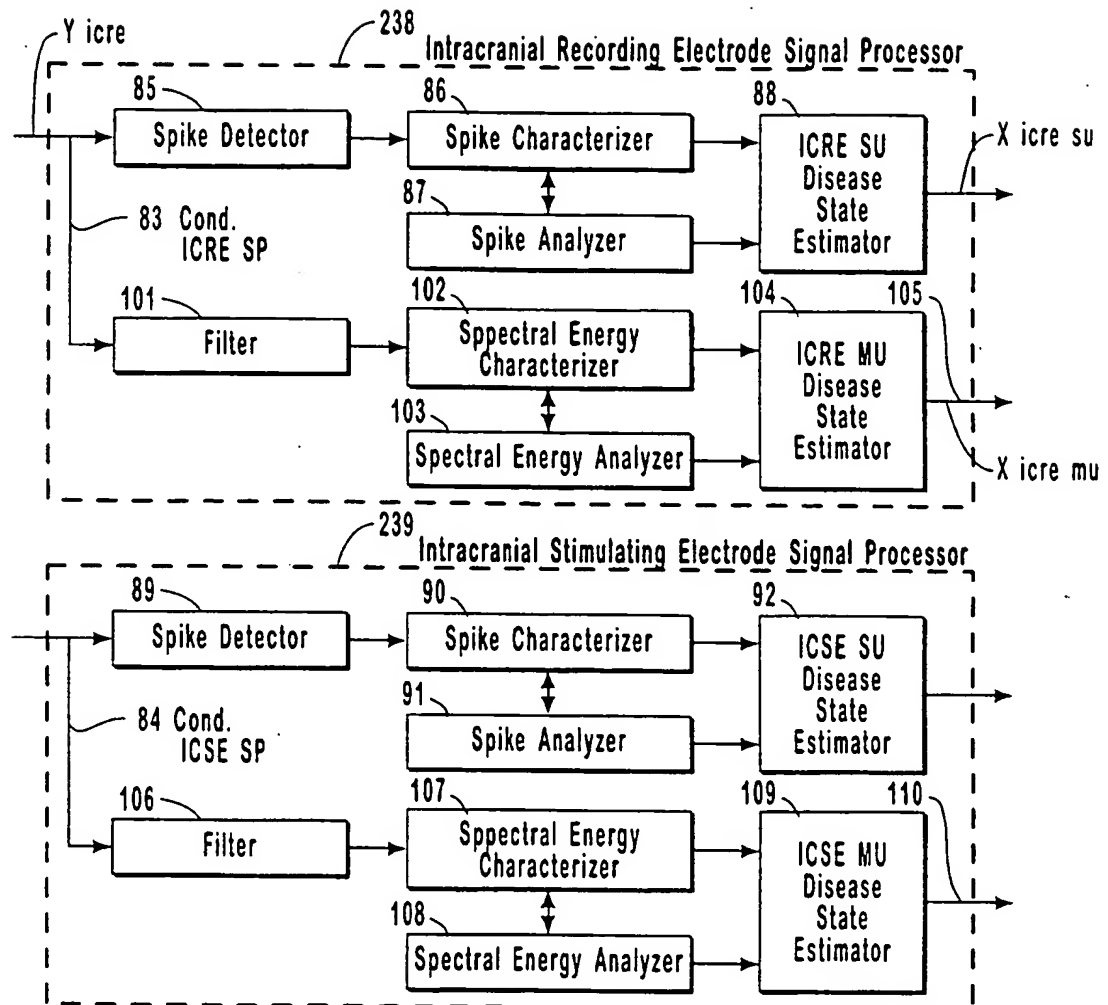 Y icre
238
Intracranial Recording Electrode Signal Processor
85
Spike Detector
86
Spike Characterizer
88
ICRE SU
Disease
State
Estimator
X icre su
87
Spike Analyzer
83 Cond.
ICRE SP
101
Filter
102
Sppectral Energy
Characterizer
104
ICRE MU
Disease
State
Estimator
105
103
Spectral Energy Analyzer
X icre mu
239
Intracranial Stimulating Electrode Signal Processor
89
Spike Detector
90
Spike Characterizer
92
ICSE SU
Disease
State
Estimator
91
Spike Analyzer
84 Cond.
ICSE SP
106
Filter
107
Sppectral Energy
Characterizer
109
ICSE MU
Disease
State
Estimator
110
108
Spectral Energy Analyzer